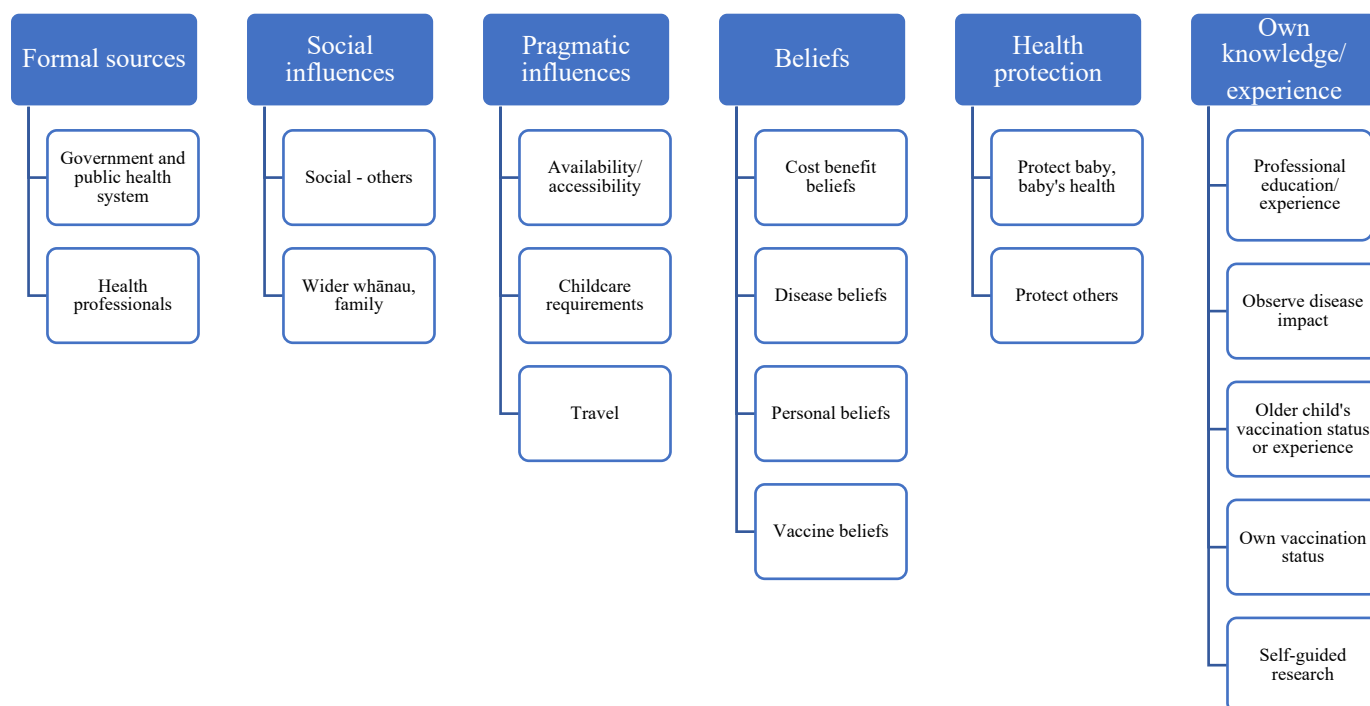 Formal sources
Government and
public health
system
Health
professionals
Social
influences
Social - others
Wider whānau,
family
Pragmatic
influences
Availability/
accessibility
Childcare
requirements
Travel
Beliefs
Cost benefit
beliefs
Disease beliefs
Personal beliefs
Vaccine beliefs
Health
protection
Protect baby,
baby's health
Protect others
Own
knowledge/
experience
Professional
education/
experience
Observe disease
impact
Older child's
vaccination status
or experience
Own vaccination
status
Self-guided
research